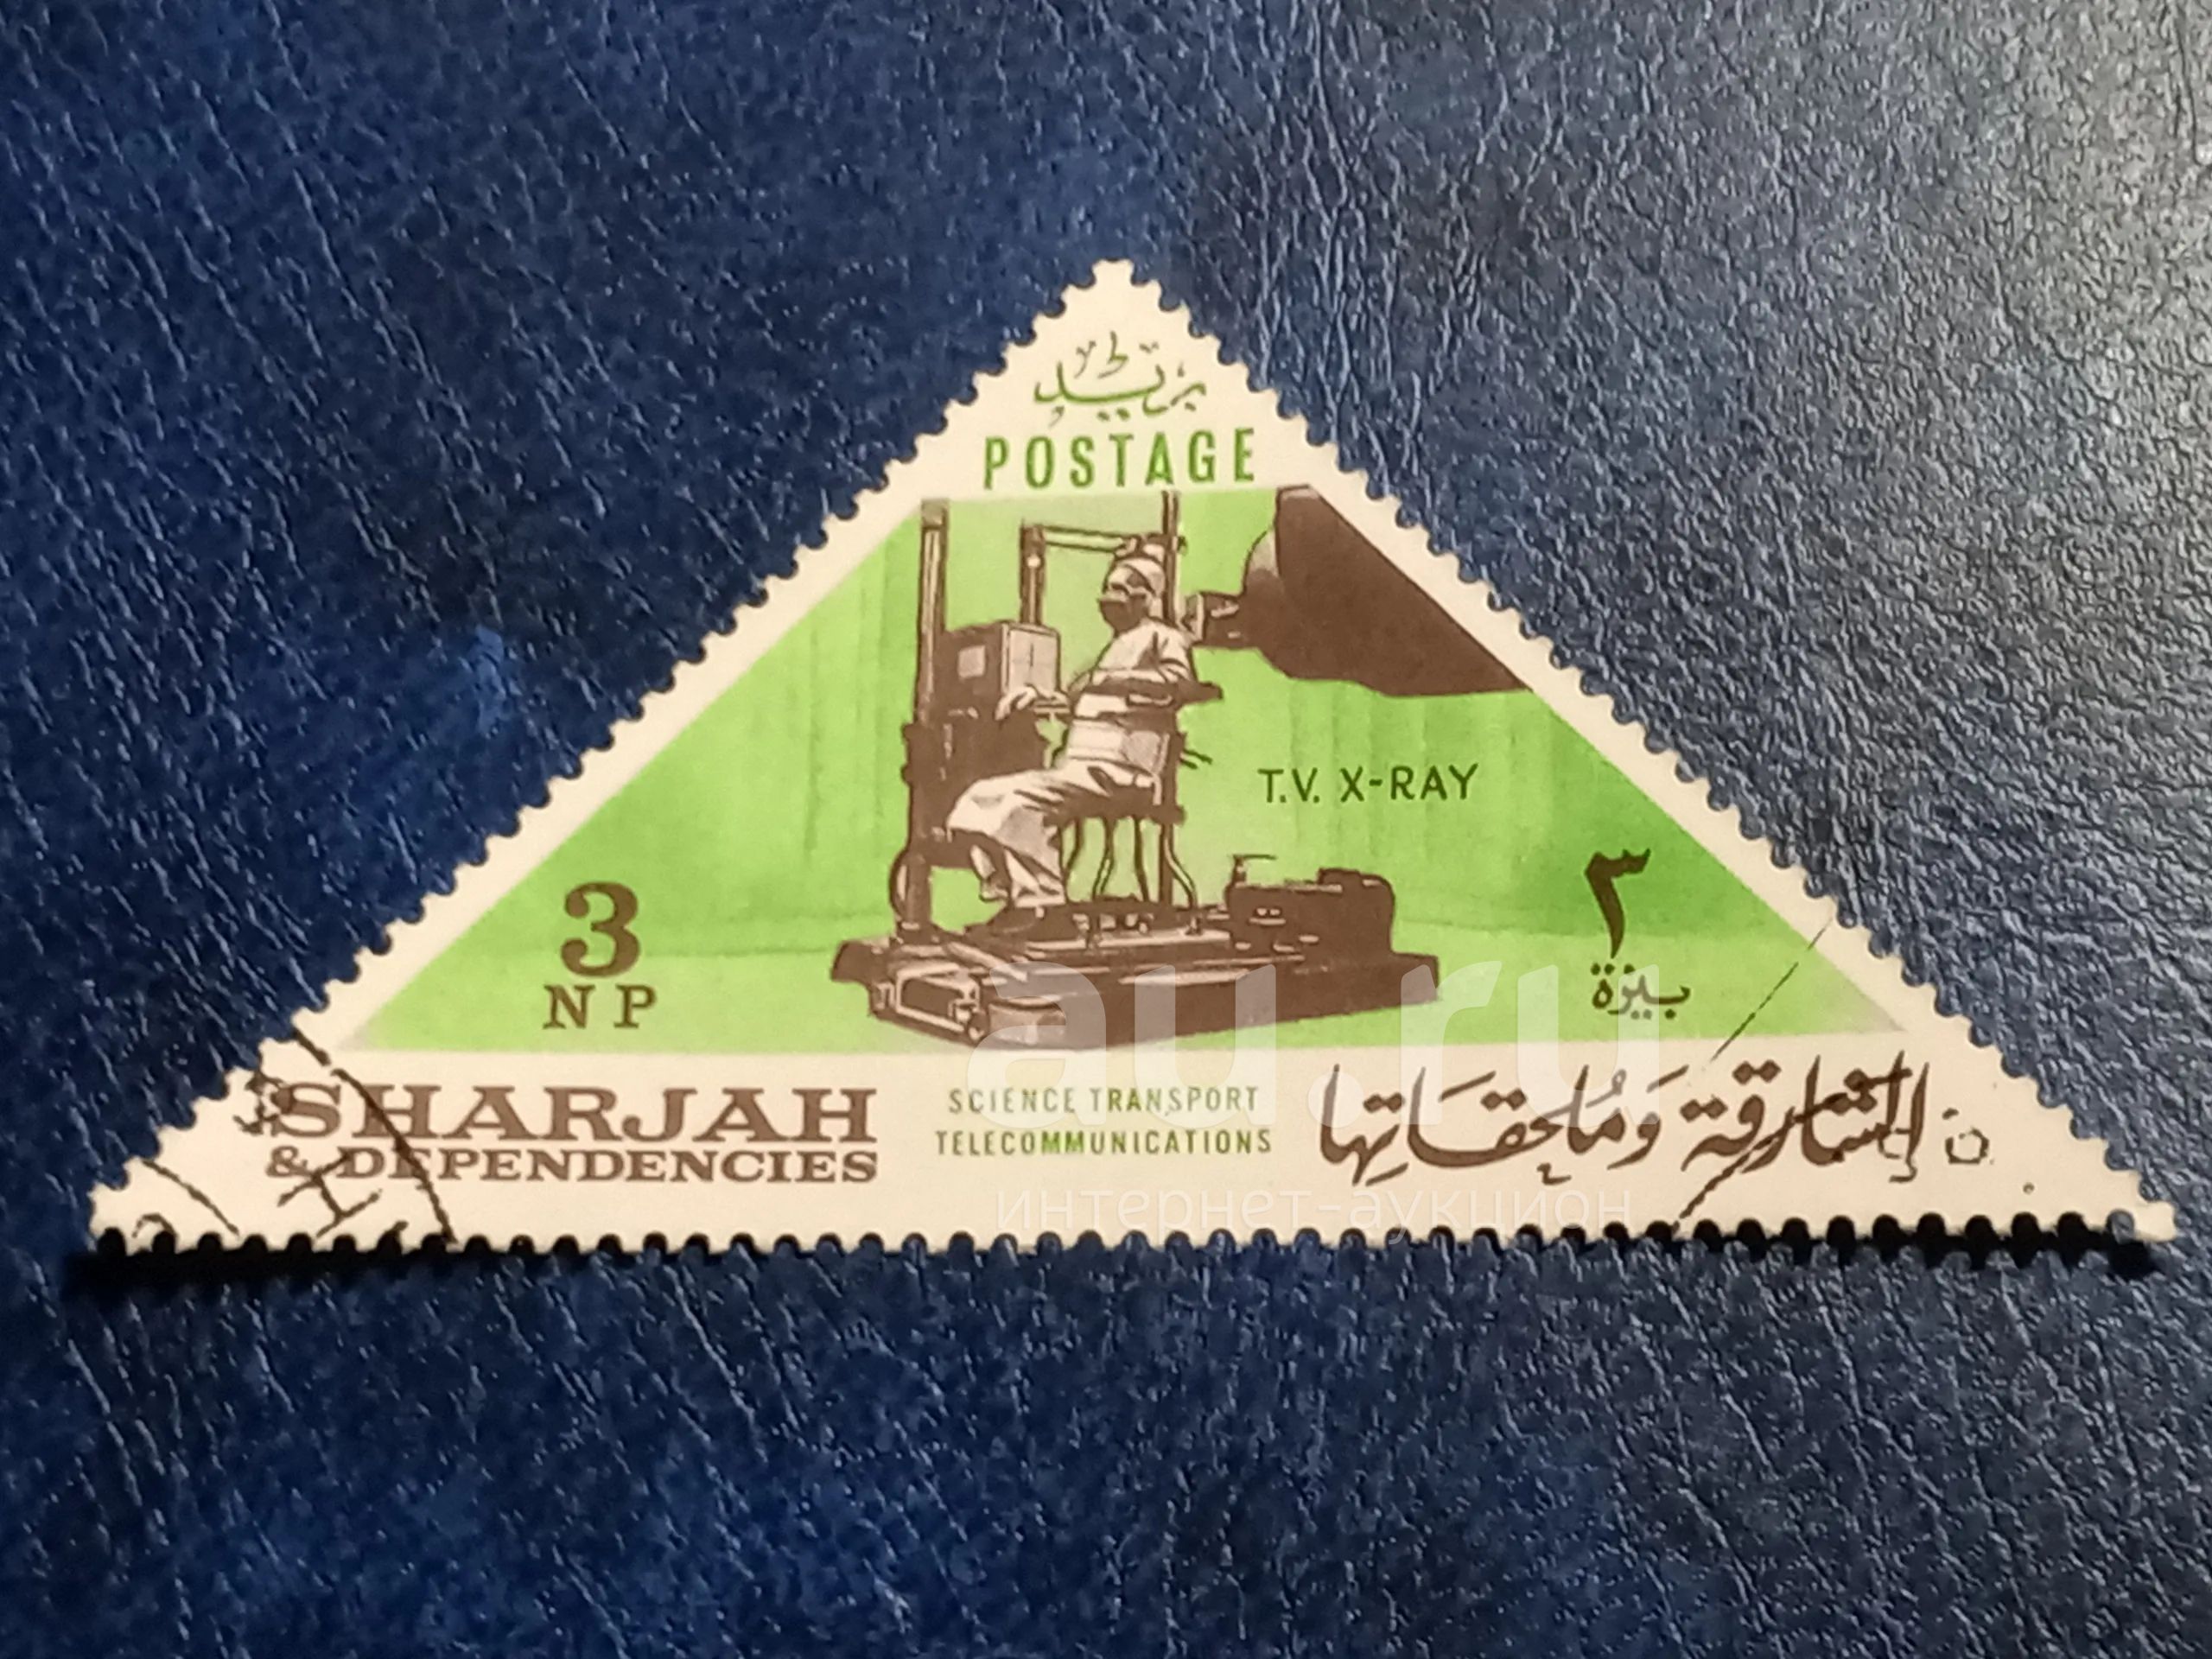 بريد
POSTAGE
T.V. X-RAY
3
NP
٣
بيزة
SHARJAH
& DEPENDENCIES
SCIENCE TRANSPORT
TELECOMMUNICATIONS
الشارقة وملحقاتها
au.ru
интернет-аукцион